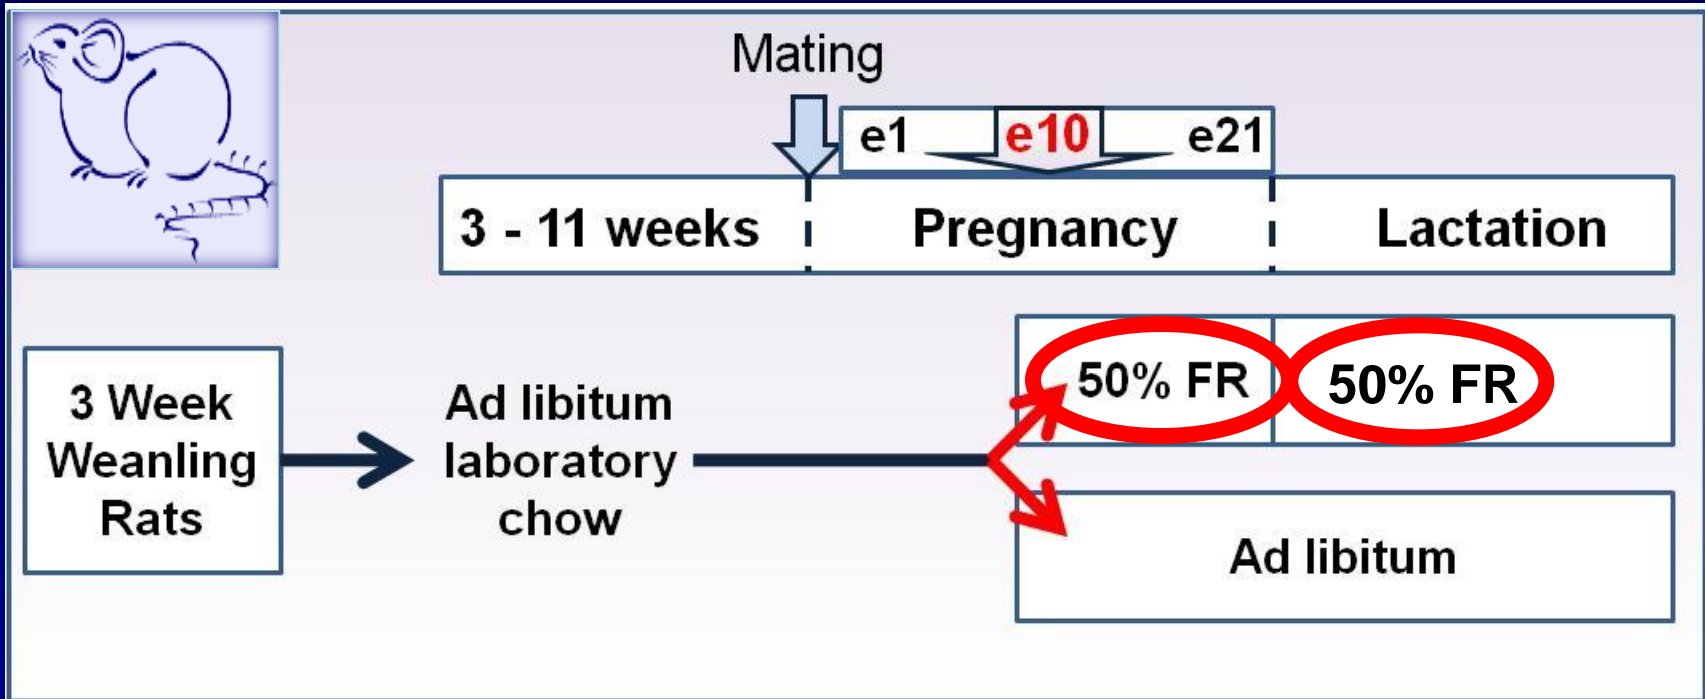 Mating
e1 e10 e21
3 - 11 weeks Pregnancy Lactation
3 Week
Weanling
Rats
Ad libitum
laboratory
chow
50% FR 50% FR
Ad libitum